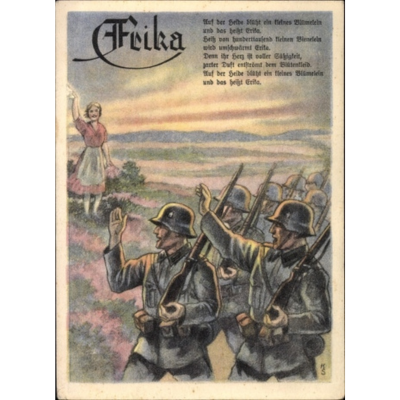 Erika
Auf der Heide blüht ein kleines Blümelein
und das heißt Erika.
Heiß von hunderttausend kleinen Bienelein
wird umschwärmt Erika.
Denn ihr Herz ist voller Süßigkeit,
zarter Duft entströmt dem Blütenkleid.
Auf der Heide blüht ein kleines Blümelein
und das heißt Erika.